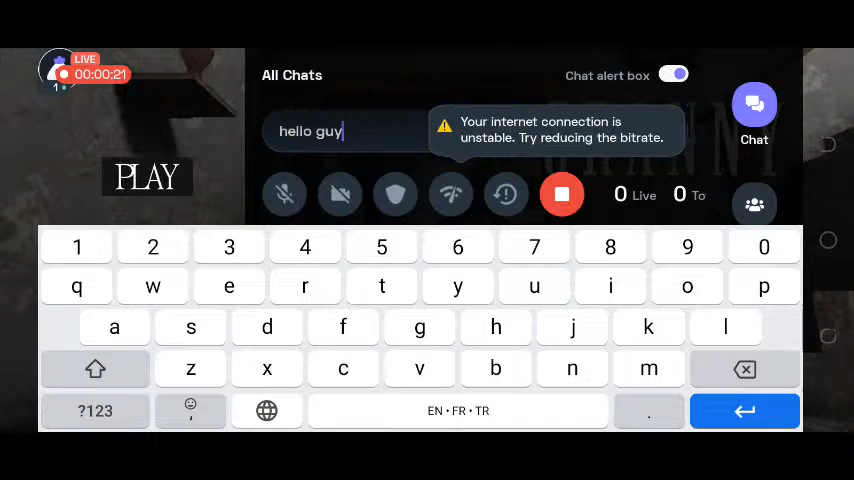 LIVE
00:00:21
1
All Chats
Chat alert box
hello guy
Your internet connection is
unstable. Try reducing the bitrate.
Chat
PLAY
0 Live 0 To
1 2 3 4 5 6 7 8 9 0
q w e r t y u i o p
a s d f g h j k l
z x c v b n m
?123 , EN • FR • TR .